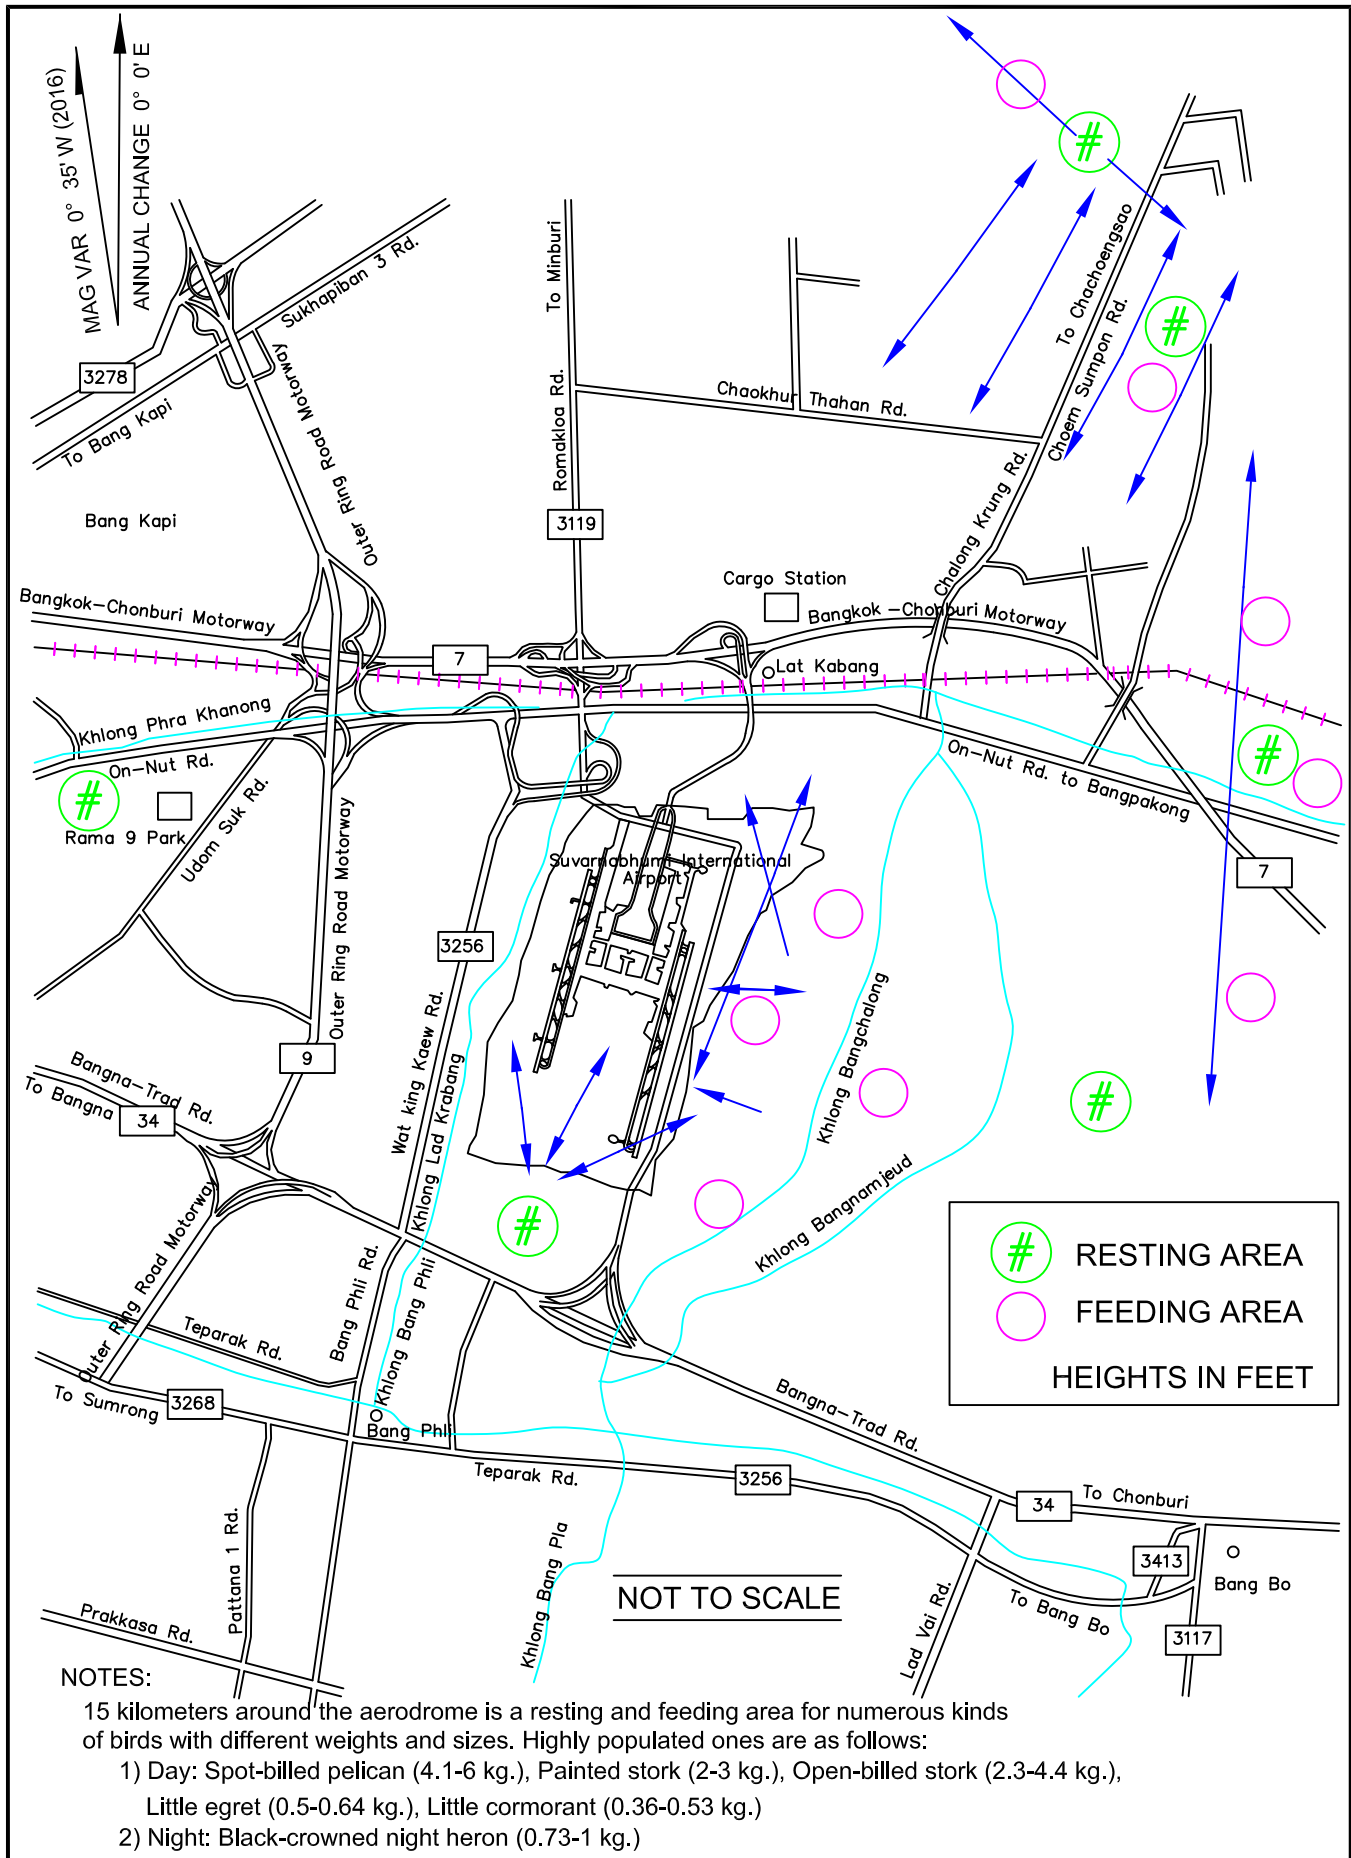 MAG VAR 0° 35' W (2016)
ANNUAL CHANGE 0° 0' E
Sukhapiban 3 Rd.
To Minburi
To Chachoengsao
Choem Sumpon Rd.
3278
To Bang Kapi
Outer Ring Road Motorway
Outer Ring Road Motorway
Romakloa Rd.
Chaokhur Thahan Rd.
Bang Kapi
3119
Chalong Krung Rd.
Cargo Station
Bangkok-Chonburi Motorway
Bangkok-Chonburi Motorway
7
Lat Kabang
Khlong Phra Khanong
On-Nut Rd.
On-Nut Rd. to Bangpakong
#
Rama 9 Park
Udom Suk Rd.
Outer Ring Road Motorway
Suvarnabhumi International
Airport
7
3256
Wat king Kaew Rd.
Khlong Lad Krabang
Khlong Bangchalong
9
Bangna-Trad Rd.
To Bangna
34
Khlong Bangnamjeud
Outer Ring Road Motorway
Bang Phli Rd.
Khlong Bang Phli
# RESTING AREA
FEEDING AREA
HEIGHTS IN FEET
Teparak Rd.
To Sumrong
3268
Bang Phli
Teparak Rd.
Bangna-Trad Rd.
3256
34
To Chonburi
3413
Bang Bo
Pattana 1 Rd.
Khlong Bang Pla
NOT TO SCALE
Lad Vai Rd.
To Bang Bo
3117
Prakkasa Rd.
NOTES:
15 kilometers around the aerodrome is a resting and feeding area for numerous kinds
of birds with different weights and sizes. Highly populated ones are as follows:
1) Day: Spot-billed pelican (4.1-6 kg.), Painted stork (2-3 kg.), Open-billed stork (2.3-4.4 kg.),
Little egret (0.5-0.64 kg.), Little cormorant (0.36-0.53 kg.)
2) Night: Black-crowned night heron (0.73-1 kg.)